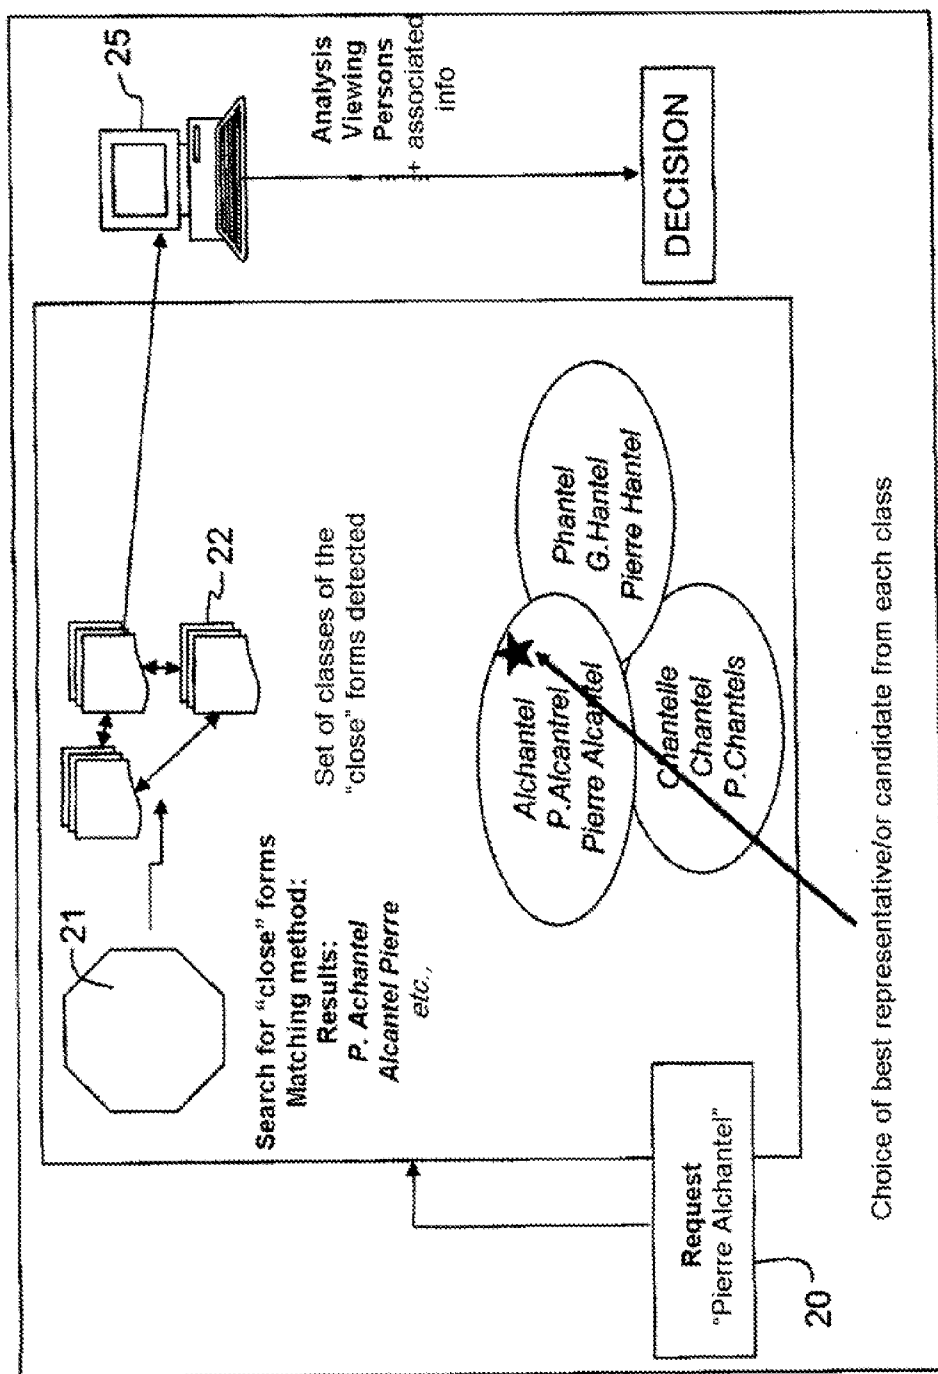 21
Search for "close" forms
Matching method:
Results:
P. Achantel
Alcantel Pierre
etc.,
22
Set of classes of the
"close" forms detected
25
Analysis
Viewing
Persons
+ associated
info
Request
"Pierre Alchantel"
20
Alchantel
P.Alcantrel
Pierre Alcantel
Phantel
G.Hantel
Pierre Hantel
Chantelle
Chantel
P.Chantels
DECISION
Choice of best representative/or candidate from each class